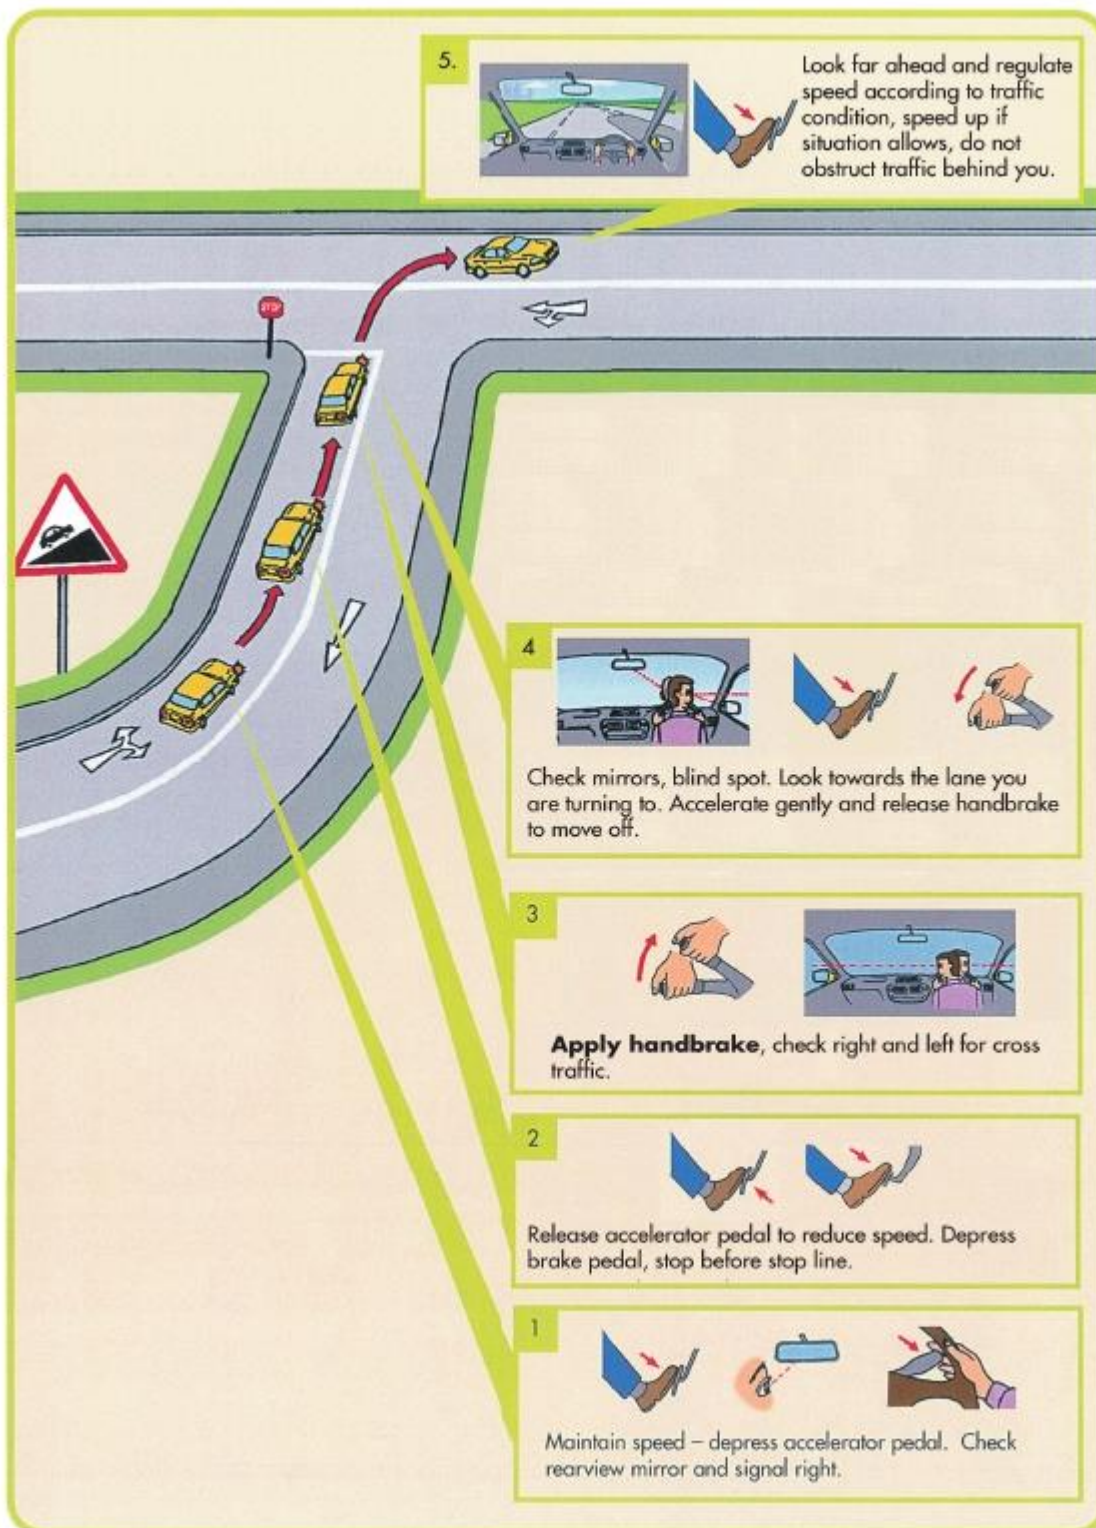 5.
Look far ahead and regulate
speed according to traffic
condition, speed up if
situation allows, do not
obstruct traffic behind you.
STOP
4
Check mirrors, blind spot. Look towards the lane you
are turning to. Accelerate gently and release handbrake
to move off.
3
Apply handbrake, check right and left for cross
traffic.
2
Release accelerator pedal to reduce speed. Depress
brake pedal, stop before stop line.
1
Maintain speed – depress accelerator pedal. Check
rearview mirror and signal right.